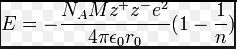 E = -\frac{N_A M z^+ z^- e^2}{4 \pi \epsilon_0 r_0} (1 - \frac{1}{n})